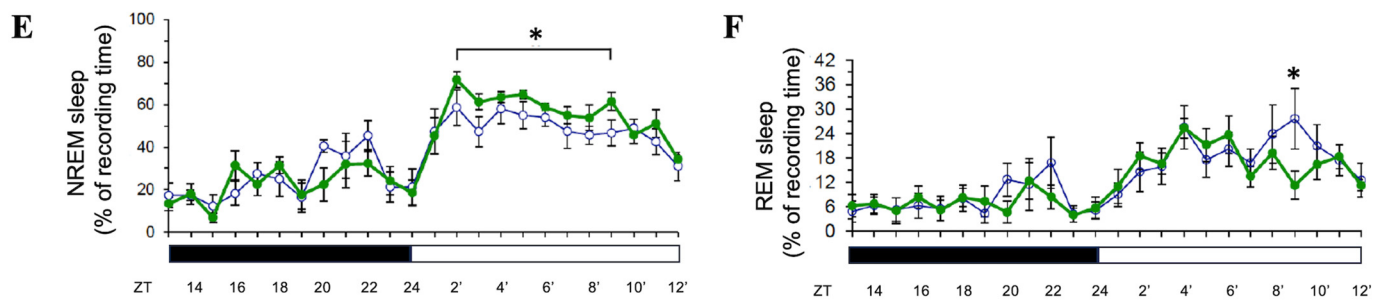 E
NREM sleep
(% of recording time)
100
80
60
40
20
0
*
ZT 14 16 18 20 22 24 2' 4' 6' 8' 10' 12'
F
REM sleep
(% of recording time)
42
36
30
24
18
12
6
0
*
ZT 14 16 18 20 22 24 2' 4' 6' 8' 10' 12'